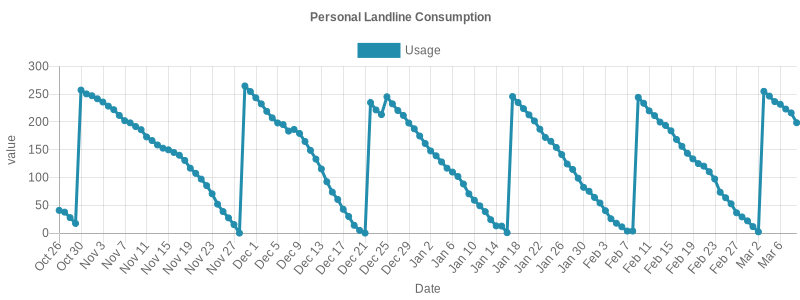 Personal Landline Consumption
Usage
300
250
200
150
100
50
0
value
Oct 26
Oct 30
Nov 3
Nov 7
Nov 11
Nov 15
Nov 19
Nov 23
Nov 27
Dec 1
Dec 5
Dec 9
Dec 13
Dec 17
Dec 21
Dec 25
Dec 29
Jan 2
Jan 6
Jan 10
Jan 14
Jan 18
Jan 22
Jan 26
Jan 30
Feb 3
Feb 7
Feb 11
Feb 15
Feb 19
Feb 23
Feb 27
Mar 2
Mar 6
Date